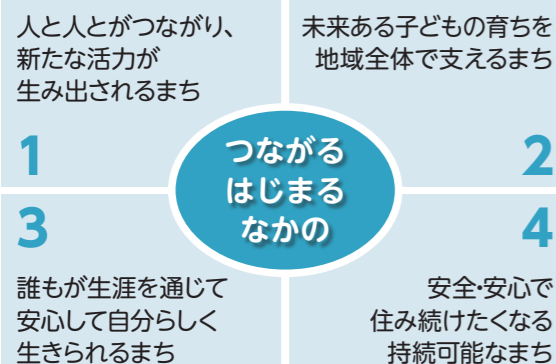 人と人とがつながり、
新たな活力が
生み出されるまち
1
未来ある子どもの育ちを
地域全体で支えるまち
2
つながる
はじまる
なかの
3
誰もが生涯を通じて
安心して自分らしく
生きられるまち
4
安全・安心で
住み続けたくなる
持続可能なまち